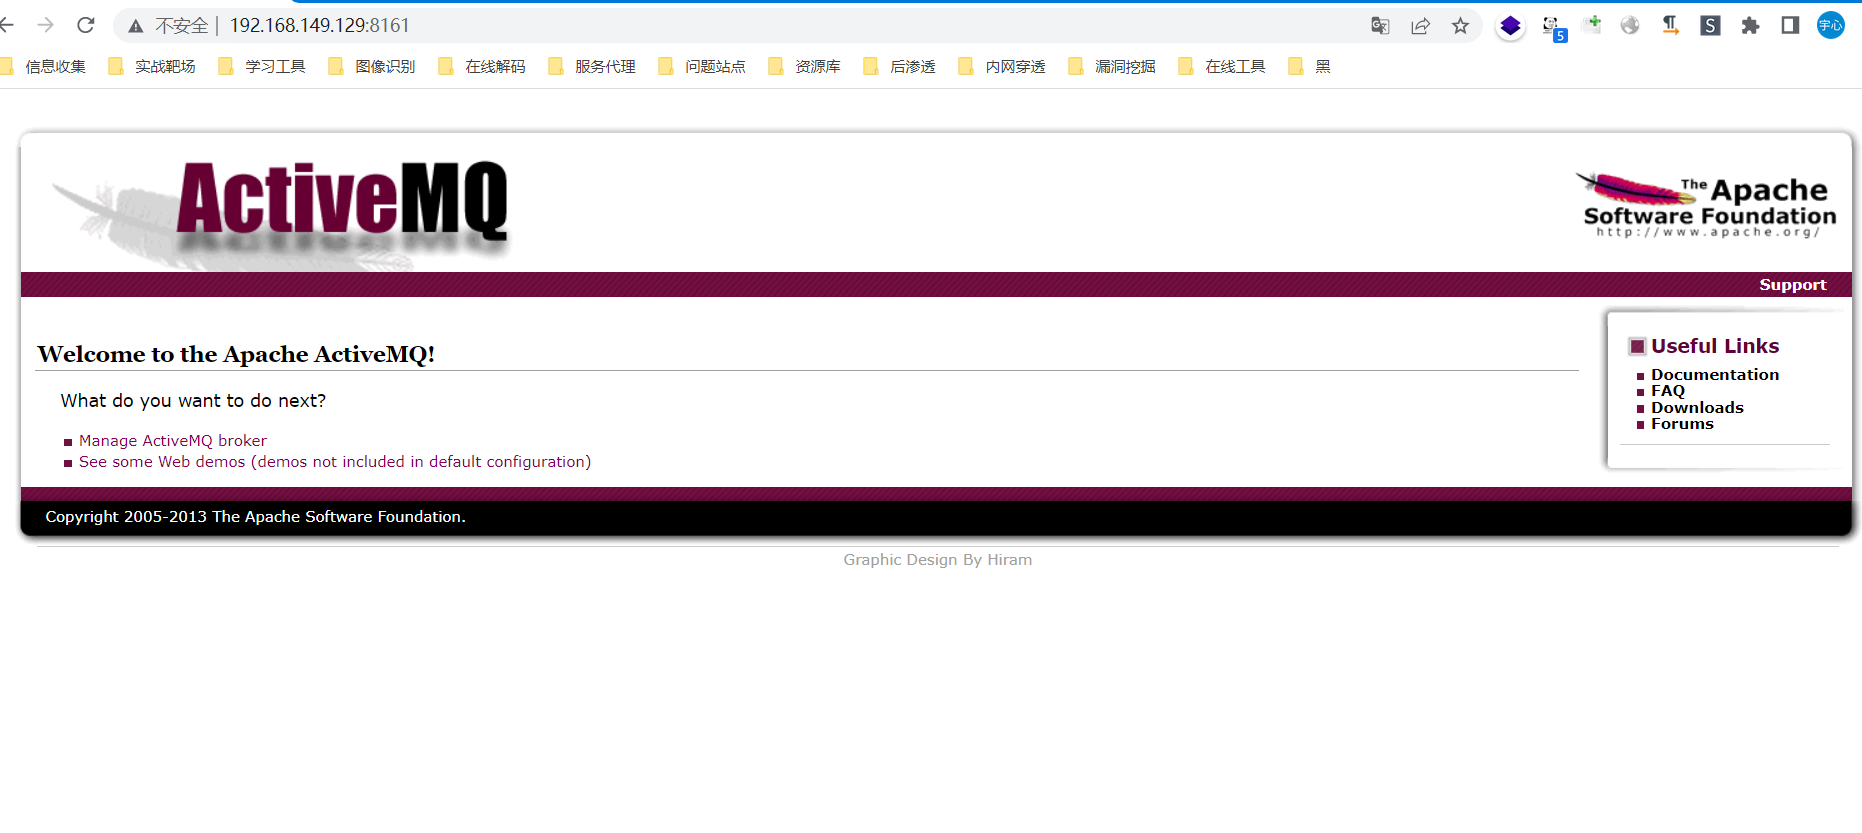 不安全 | 192.168.149.129:8161
5
S
宇心
信息收集 实战靶场 学习工具 图像识别 在线解码 服务代理 问题站点 资源库 后渗透 内网穿透 漏洞挖掘 在线工具 黑
ActiveMQ
The Apache
Software Foundation
http://www.apache.org/
Support
Welcome to the Apache ActiveMQ!
What do you want to do next?
Manage ActiveMQ broker
See some Web demos (demos not included in default configuration)
Useful Links
Documentation
FAQ
Downloads
Forums
Copyright 2005-2013 The Apache Software Foundation.
Graphic Design By Hiram